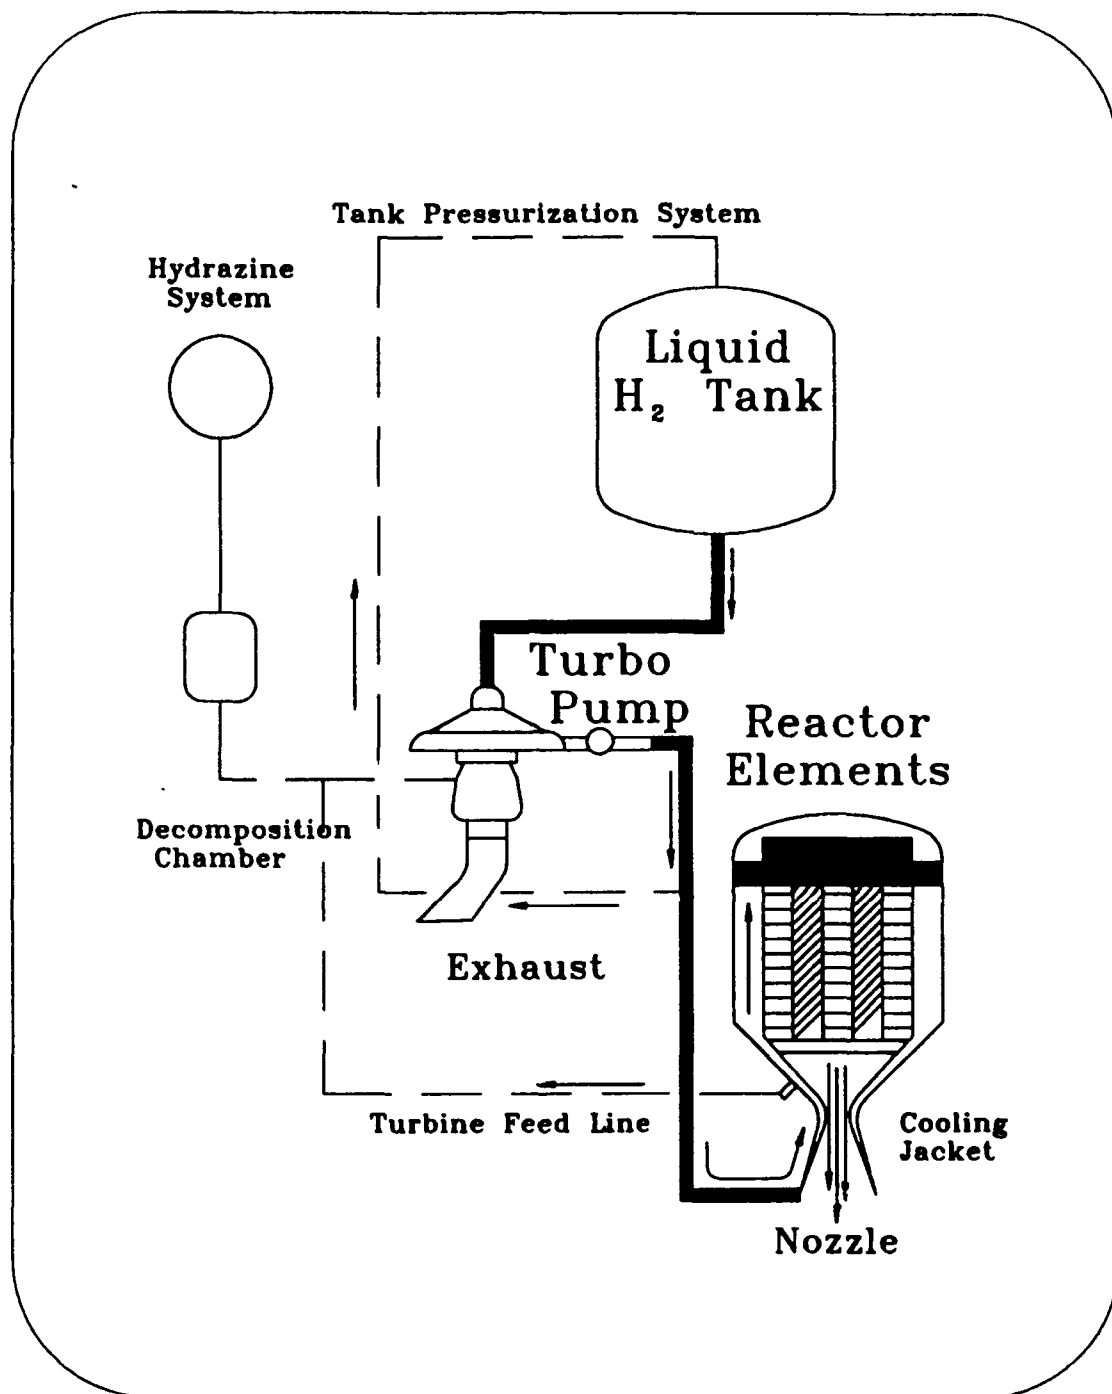 Tank Pressurization System
Hydrazine
System
Liquid
H₂ Tank
Turbo
Pump
Reactor
Elements
Decomposition
Chamber
Exhaust
Turbine Feed Line
Cooling
Jacket
Nozzle